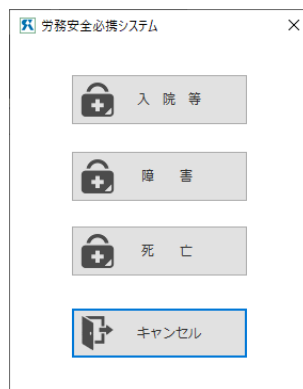 労務安全必携システム
入 院 等
障 害
死 亡
キャンセル